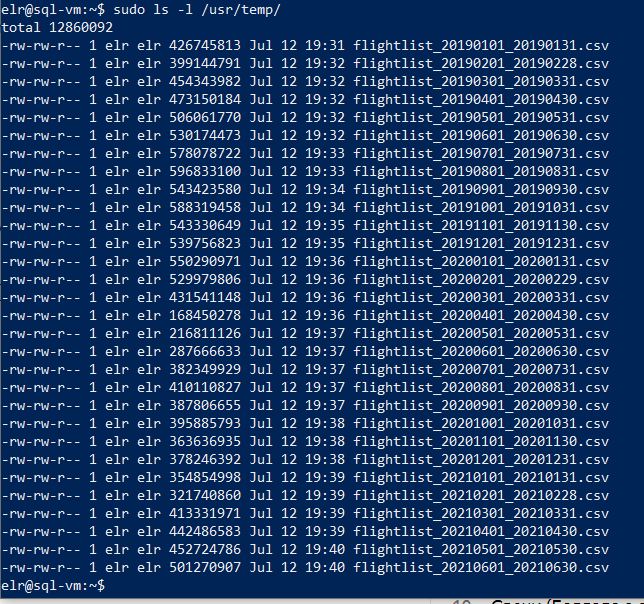 elr@sql-vm:~$ sudo ls -l /usr/temp/
total 12860092
-rw-rw-r-- 1 elr elr 426745813 Jul 12 19:31 flightlist_20190101_20190131.csv
-rw-rw-r-- 1 elr elr 399144791 Jul 12 19:32 flightlist_20190201_20190228.csv
-rw-rw-r-- 1 elr elr 454343982 Jul 12 19:32 flightlist_20190301_20190331.csv
-rw-rw-r-- 1 elr elr 473150184 Jul 12 19:32 flightlist_20190401_20190430.csv
-rw-rw-r-- 1 elr elr 506061770 Jul 12 19:32 flightlist_20190501_20190531.csv
-rw-rw-r-- 1 elr elr 530174473 Jul 12 19:32 flightlist_20190601_20190630.csv
-rw-rw-r-- 1 elr elr 578078722 Jul 12 19:33 flightlist_20190701_20190731.csv
-rw-rw-r-- 1 elr elr 596833100 Jul 12 19:33 flightlist_20190801_20190831.csv
-rw-rw-r-- 1 elr elr 543423580 Jul 12 19:34 flightlist_20190901_20190930.csv
-rw-rw-r-- 1 elr elr 588319458 Jul 12 19:34 flightlist_20191001_20191031.csv
-rw-rw-r-- 1 elr elr 543330649 Jul 12 19:35 flightlist_20191101_20191130.csv
-rw-rw-r-- 1 elr elr 539756823 Jul 12 19:35 flightlist_20191201_20191231.csv
-rw-rw-r-- 1 elr elr 550290971 Jul 12 19:36 flightlist_20200101_20200131.csv
-rw-rw-r-- 1 elr elr 529979806 Jul 12 19:36 flightlist_20200201_20200229.csv
-rw-rw-r-- 1 elr elr 431541148 Jul 12 19:36 flightlist_20200301_20200331.csv
-rw-rw-r-- 1 elr elr 168450278 Jul 12 19:36 flightlist_20200401_20200430.csv
-rw-rw-r-- 1 elr elr 216811126 Jul 12 19:37 flightlist_20200501_20200531.csv
-rw-rw-r-- 1 elr elr 287666633 Jul 12 19:37 flightlist_20200601_20200630.csv
-rw-rw-r-- 1 elr elr 382349929 Jul 12 19:37 flightlist_20200701_20200731.csv
-rw-rw-r-- 1 elr elr 410110827 Jul 12 19:37 flightlist_20200801_20200831.csv
-rw-rw-r-- 1 elr elr 387806655 Jul 12 19:37 flightlist_20200901_20200930.csv
-rw-rw-r-- 1 elr elr 395885793 Jul 12 19:38 flightlist_20201001_20201031.csv
-rw-rw-r-- 1 elr elr 363636935 Jul 12 19:38 flightlist_20201101_20201130.csv
-rw-rw-r-- 1 elr elr 378246392 Jul 12 19:38 flightlist_20201201_20201231.csv
-rw-rw-r-- 1 elr elr 354854998 Jul 12 19:39 flightlist_20210101_20210131.csv
-rw-rw-r-- 1 elr elr 321740860 Jul 12 19:39 flightlist_20210201_20210228.csv
-rw-rw-r-- 1 elr elr 413331971 Jul 12 19:39 flightlist_20210301_20210331.csv
-rw-rw-r-- 1 elr elr 442486583 Jul 12 19:39 flightlist_20210401_20210430.csv
-rw-rw-r-- 1 elr elr 452724786 Jul 12 19:40 flightlist_20210501_20210530.csv
-rw-rw-r-- 1 elr elr 501270907 Jul 12 19:40 flightlist_20210601_20210630.csv
elr@sql-vm:~$